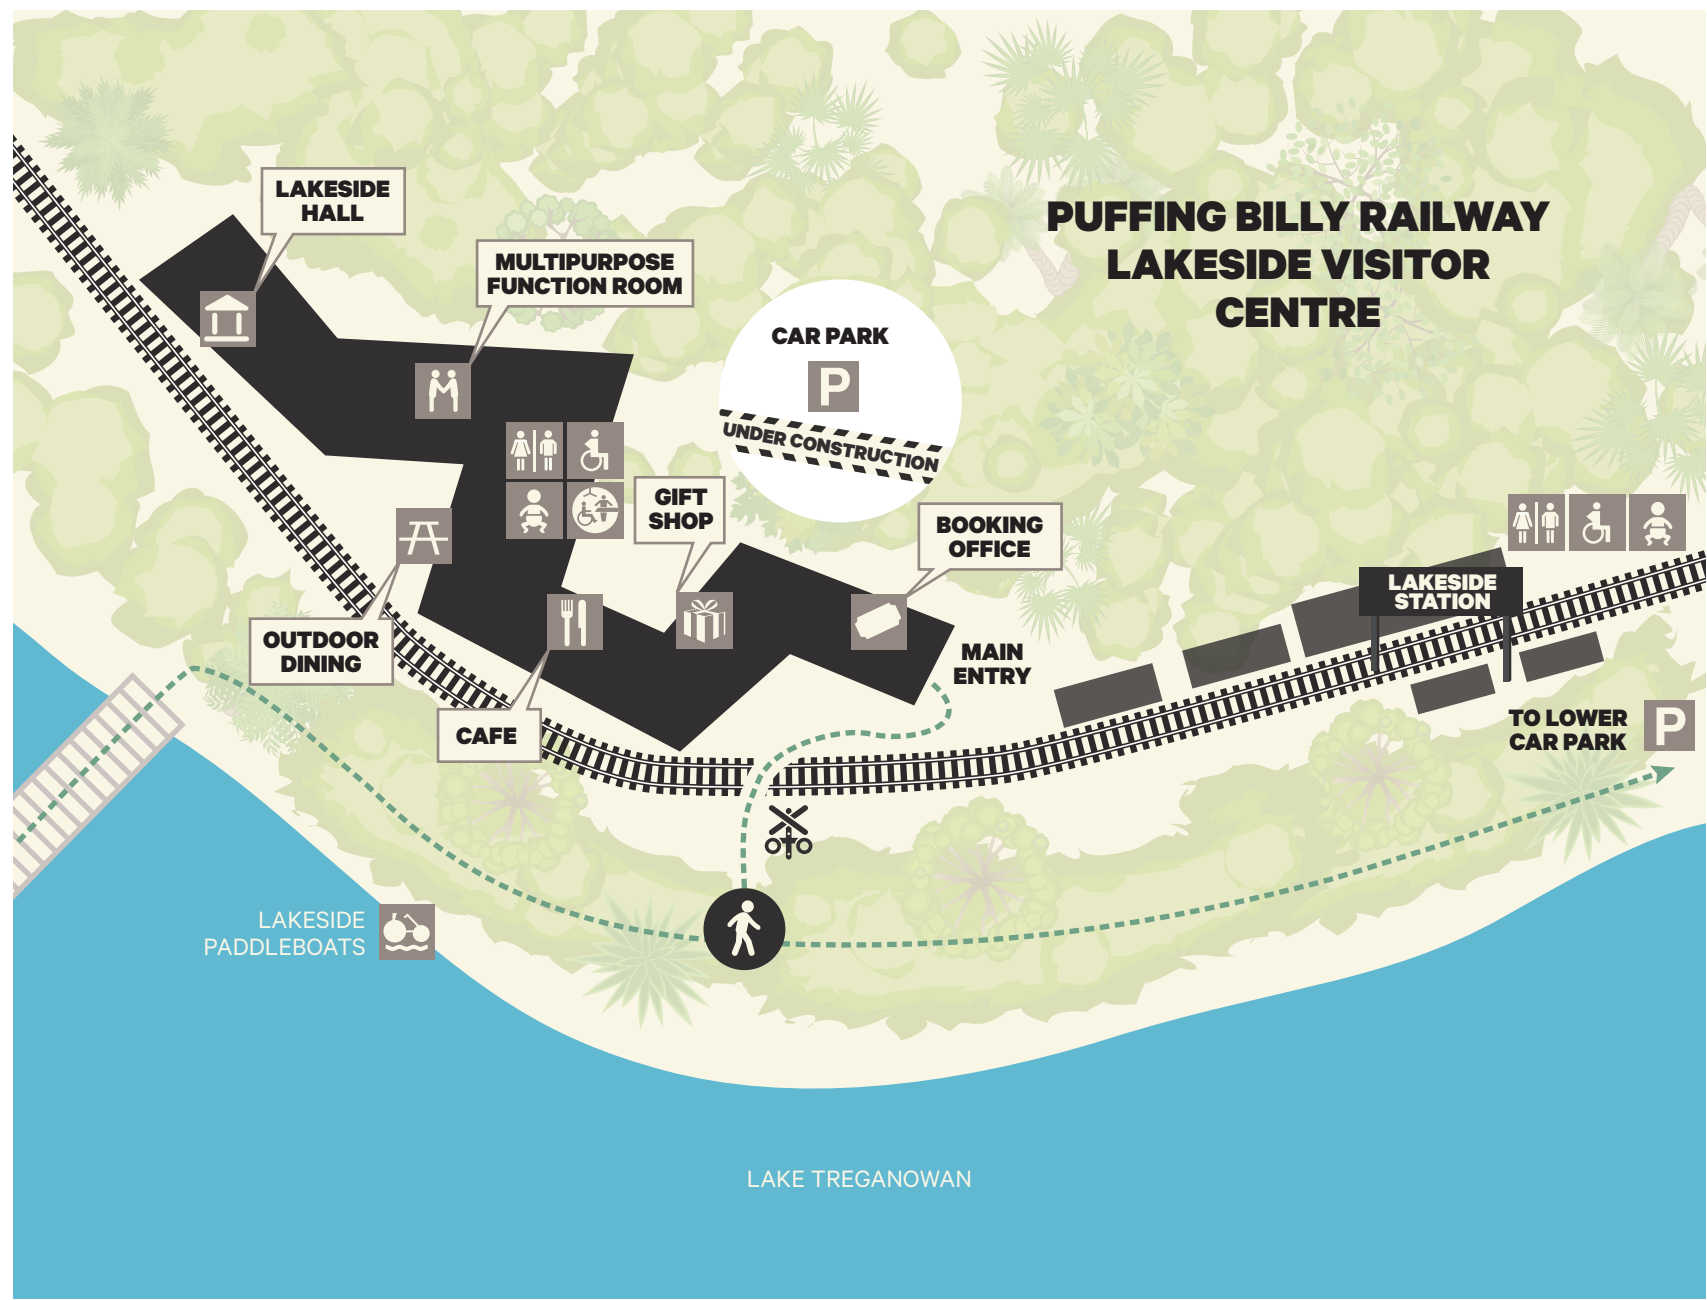 LAKESIDE
HALL
MULTIPURPOSE
FUNCTION ROOM
PUFFING BILLY RAILWAY
LAKESIDE VISITOR
CENTRE
CAR PARK
P
UNDER CONSTRUCTION
GIFT
SHOP
BOOKING
OFFICE
LAKESIDE
STATION
OUTDOOR
DINING
MAIN
ENTRY
CAFE
TO LOWER
CAR PARK
P
LAKESIDE
PADDLEBOATS
LAKE TREGANOWAN